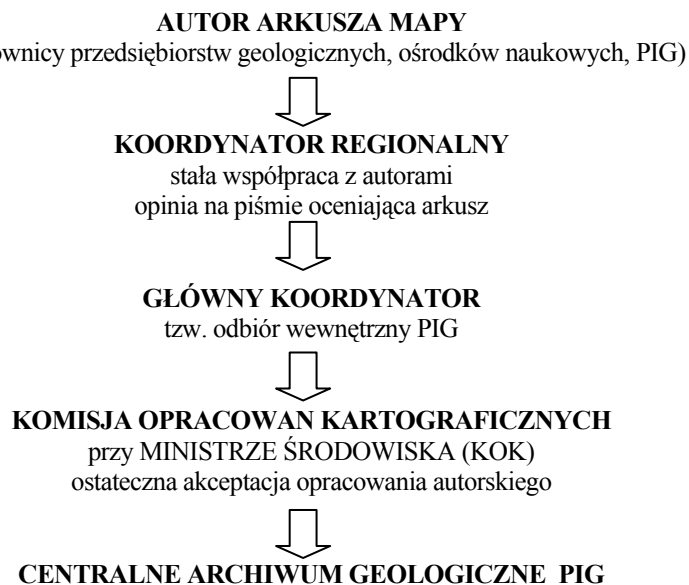 AUTOR ARKUSZA MAPY
przedsiębiorstw geologicznych, ośrodków naukowych, PIG)
KOORDYNATOR REGIONALNY
stała współpraca z autorami
opinia na piśmie oceniająca arkusz
GŁÓWNY KOORDYNATOR
tzw. odbiór wewnętrzny PIG
KOMISJA OPRACOWAN KARTOGRAFICZNYCH
przy MINISTRZE ŚRODOWISKA (KOK)
ostateczna akceptacja opracowania autorskiego
CENTRALNE ARCHIWUM GEOLOGICZNE PIG